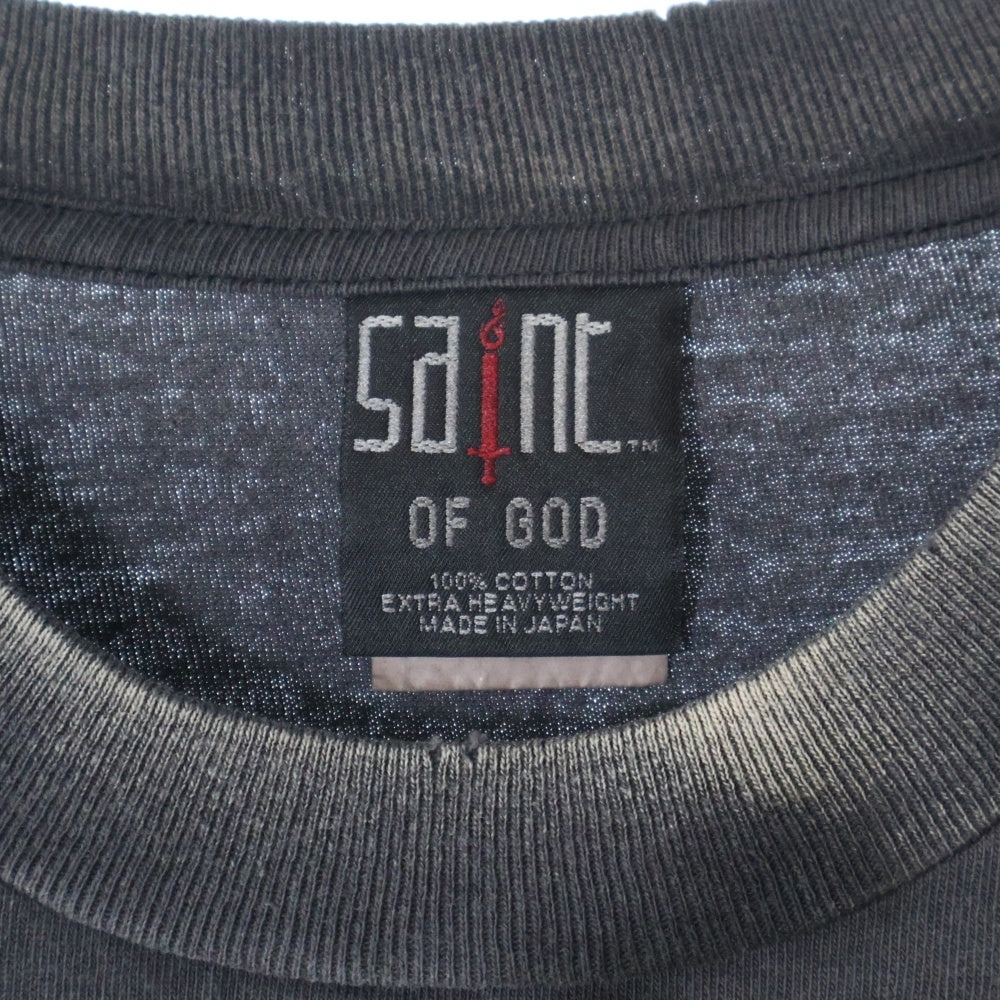 SaINt™
OF GOD
100% COTTON
EXTRA HEAVYWEIGHT
MADE IN JAPAN